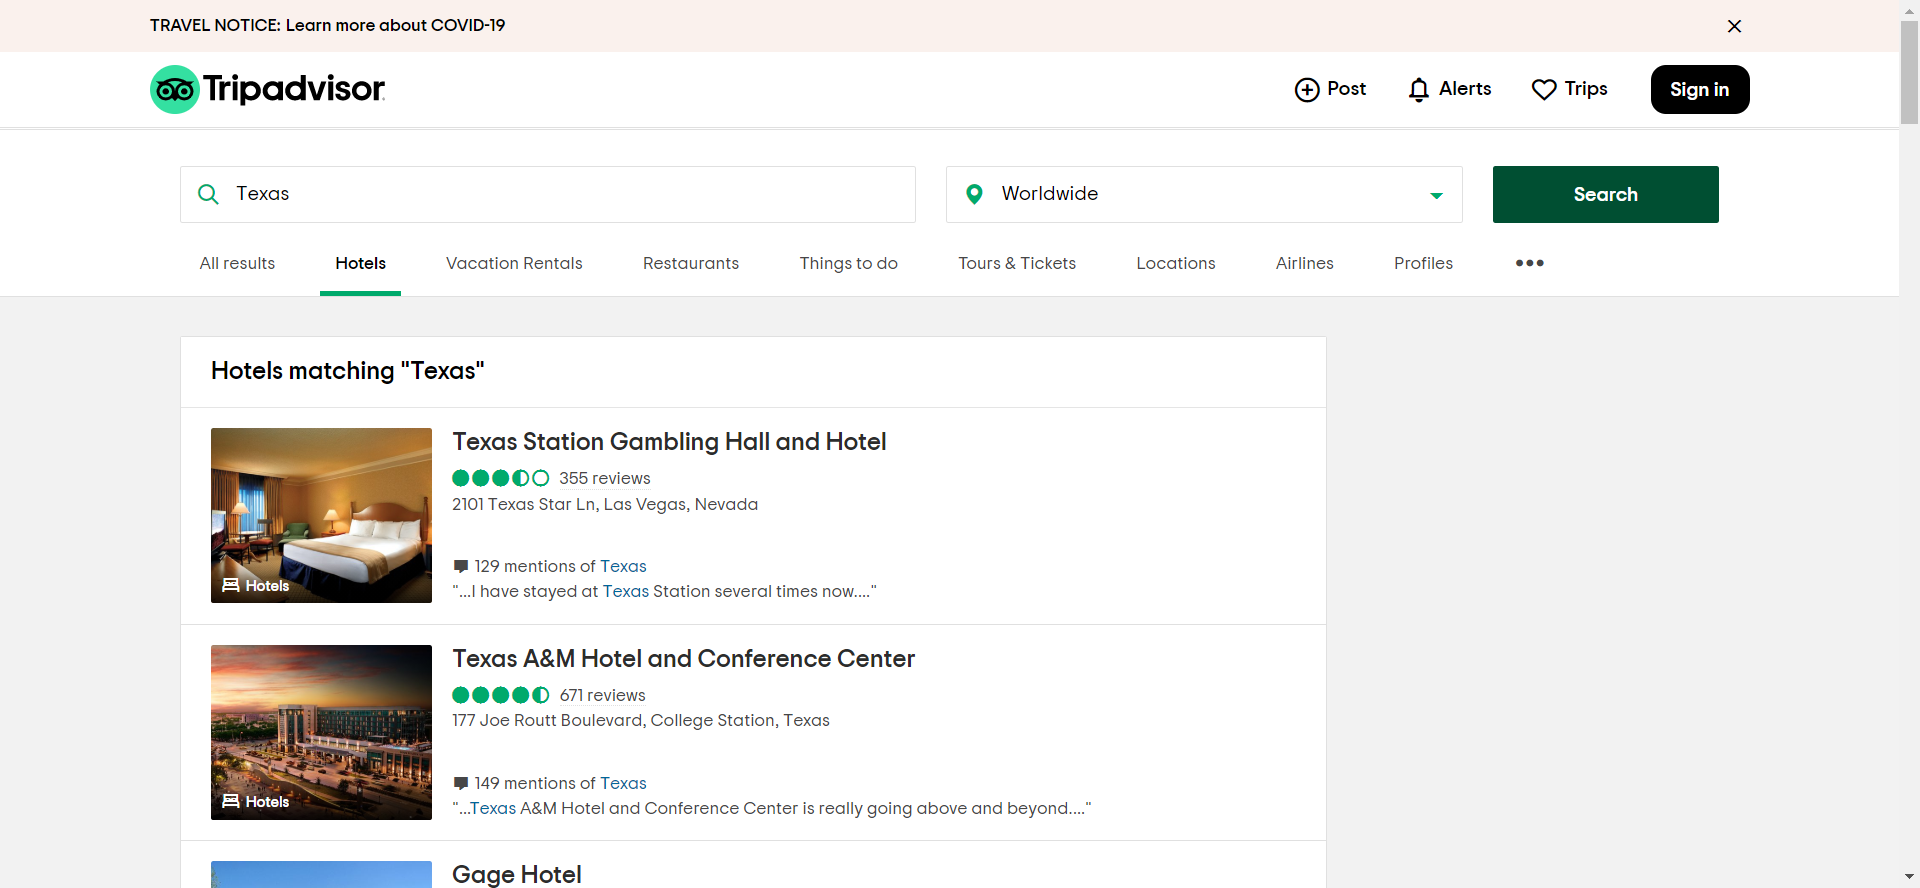 TRAVEL NOTICE: Learn more about COVID-19
Tripadvisor
Post
Alerts
Trips
Sign in
Texas
Worldwide
Search
All results
Hotels
Vacation Rentals
Restaurants
Things to do
Tours & Tickets
Locations
Airlines
Profiles
Hotels matching "Texas"
Texas Station Gambling Hall and Hotel
355 reviews
2101 Texas Star Ln, Las Vegas, Nevada
129 mentions of Texas
"...I have stayed at Texas Station several times now...."
Hotels
Texas A&M Hotel and Conference Center
671 reviews
177 Joe Routt Boulevard, College Station, Texas
149 mentions of Texas
"...Texas A&M Hotel and Conference Center is really going above and beyond...."
Hotels
Gage Hotel